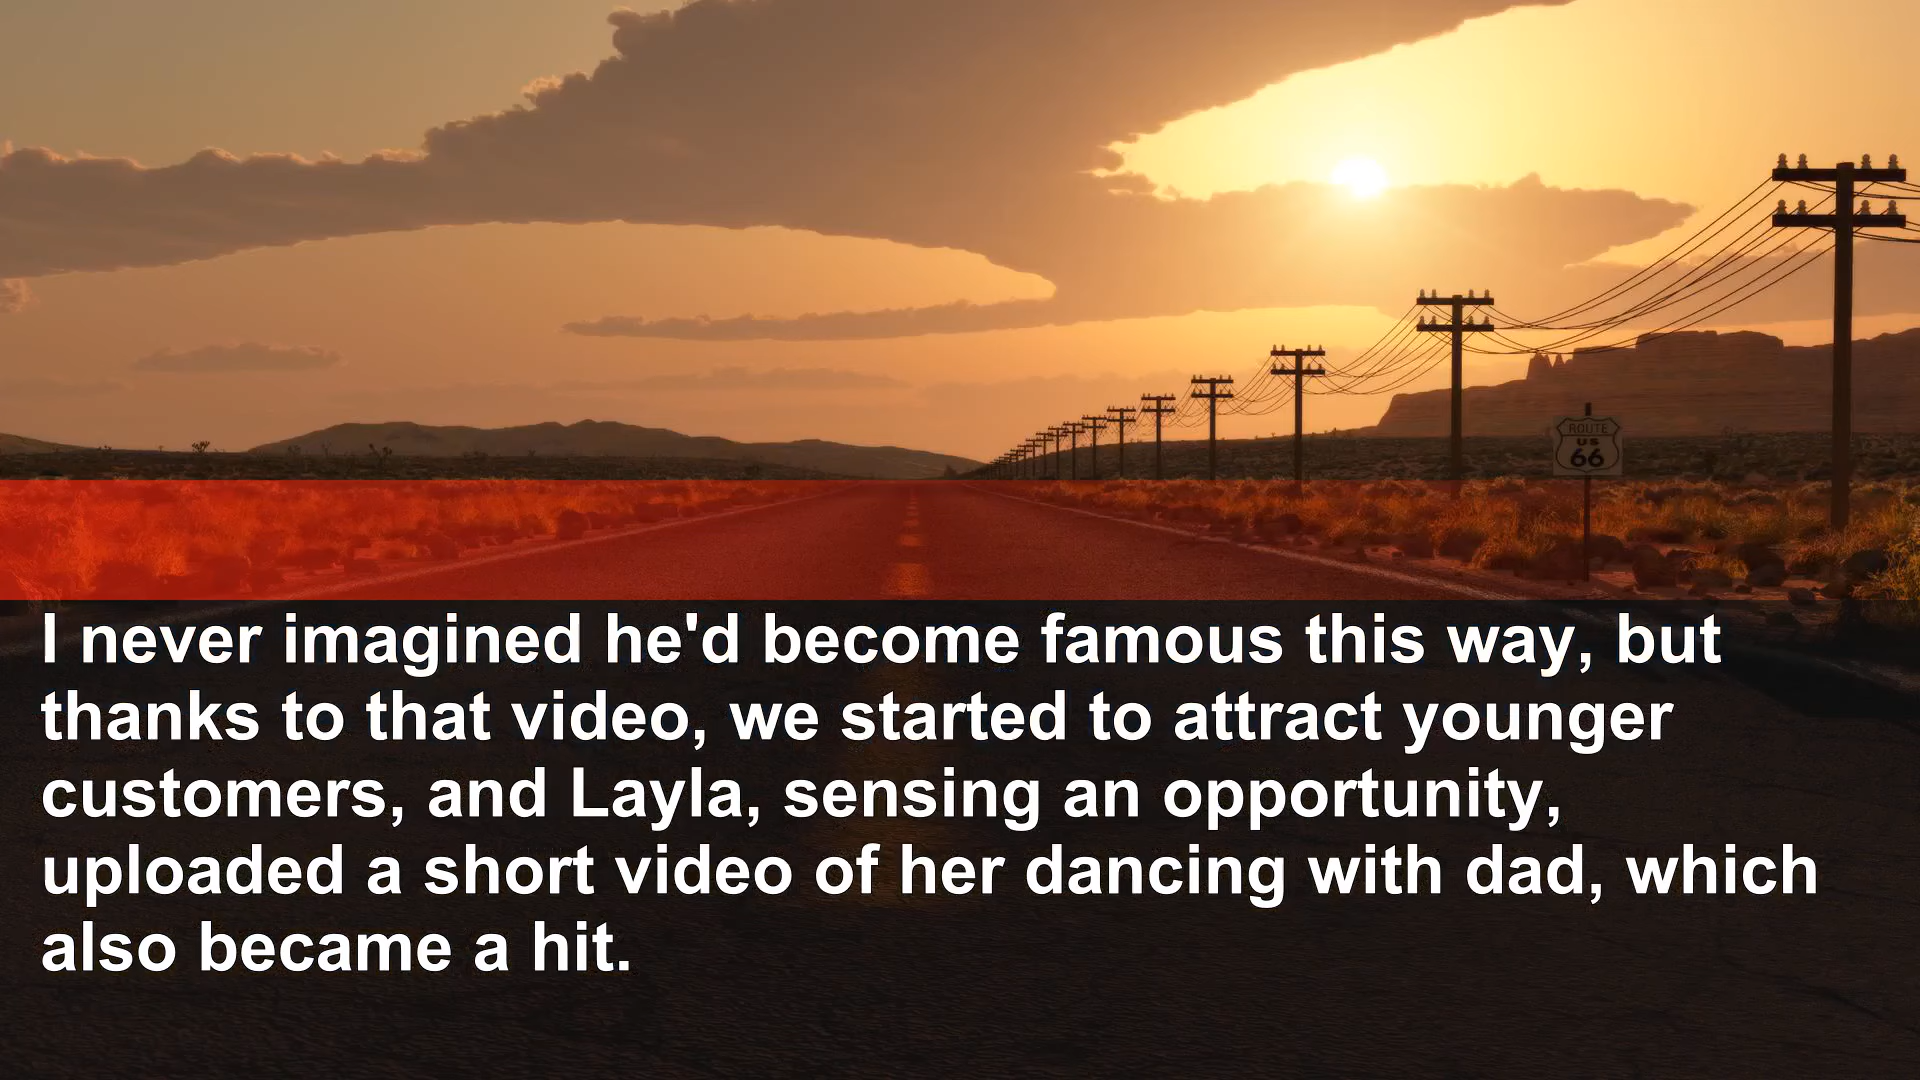 ROUTE
US
66
I never imagined he'd become famous this way, but
thanks to that video, we started to attract younger
customers, and Layla, sensing an opportunity,
uploaded a short video of her dancing with dad, which
also became a hit.